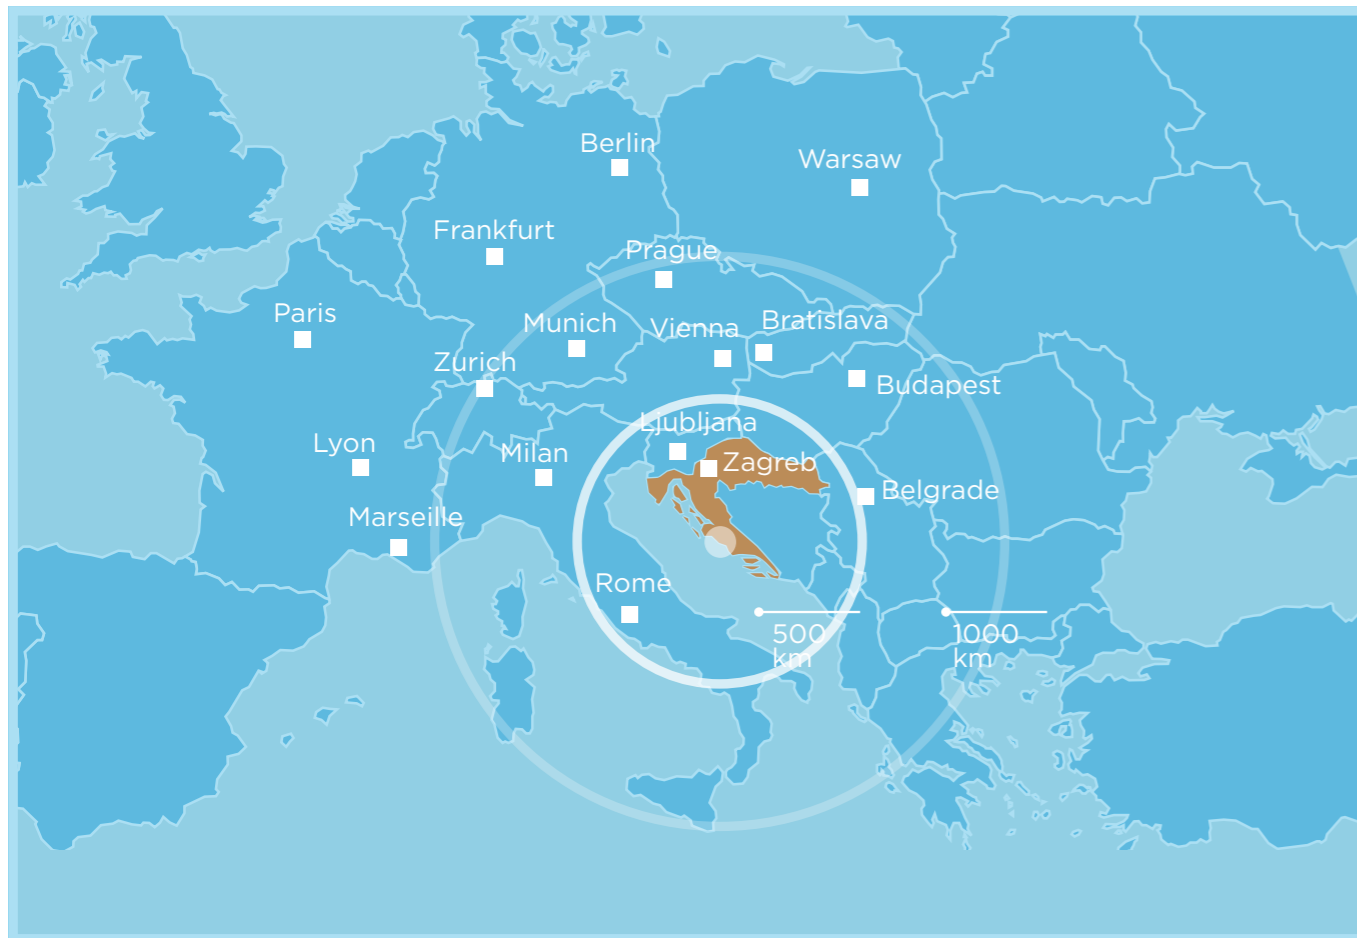 Berlin
Warsaw
Frankfurt
Prague
Paris
Munich
Vienna
Bratislava
Zurich
Budapest
Ljubljana
Lyon
Milan
Zagreb
Belgrade
Marseille
Rome
500
km
1000
km